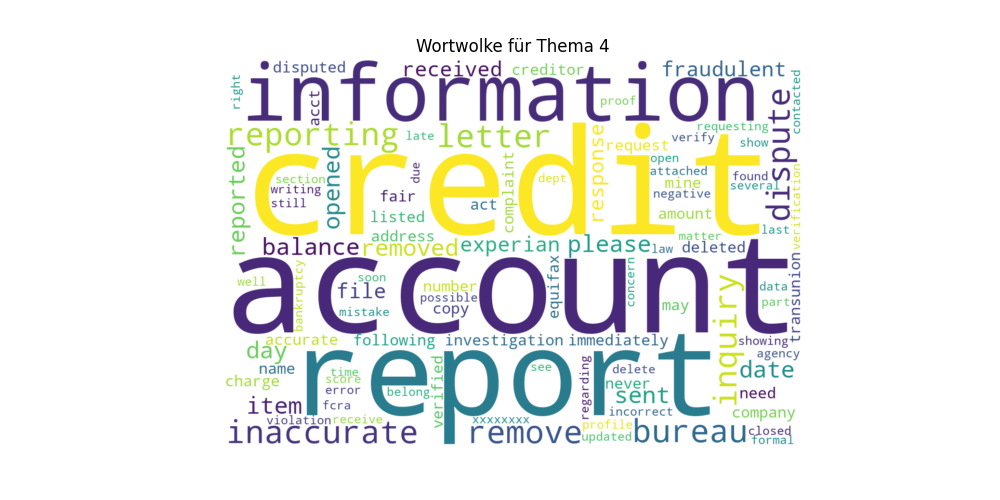 Wortwolke für Thema 4
disputed received creditor fraudulent
right information acct proof contacted
reporting late letter request requesting
verify show dispute
reported opened credit response
section writing still due fair act complaint dept
open attached mine negative found several
listed address amount matter last verification
balance removed experian please law deleted
well bankruptcy account equifax concern transunion
soon file mistake number possible copy may inquiry data part
accurate following investigation immediately showing agency
day name charge report date
time score error fcra belong verified see regarding delete never sent need
item violation receive xxxxxxxx incorrect company
inaccurate remove profile updated bureau closed formal